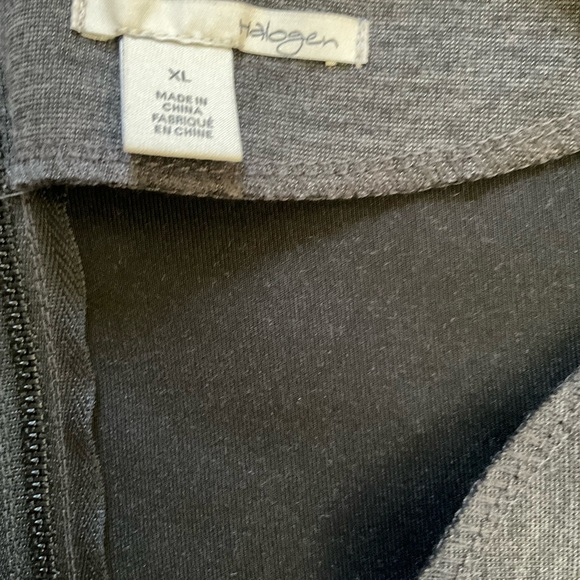 Halogen
XL
MADE IN
CHINA
FABRIQUÉ
EN CHINE